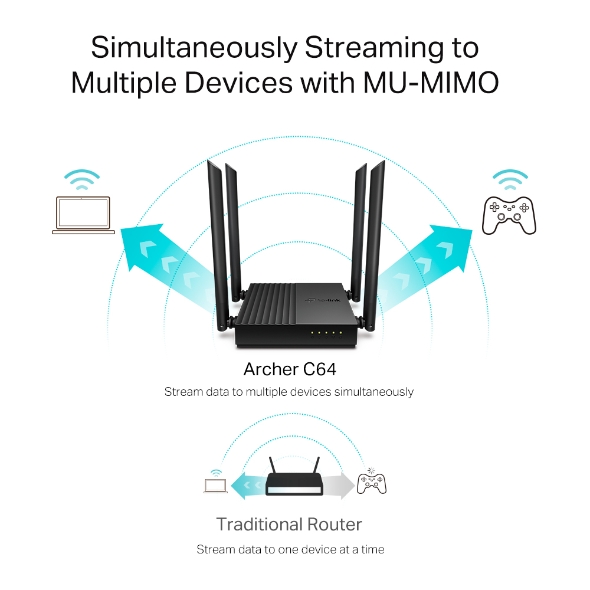 Simultaneously Streaming to
Multiple Devices with MU-MIMO
Archer C64
Stream data to multiple devices simultaneously
Traditional Router
Stream data to one device at a time